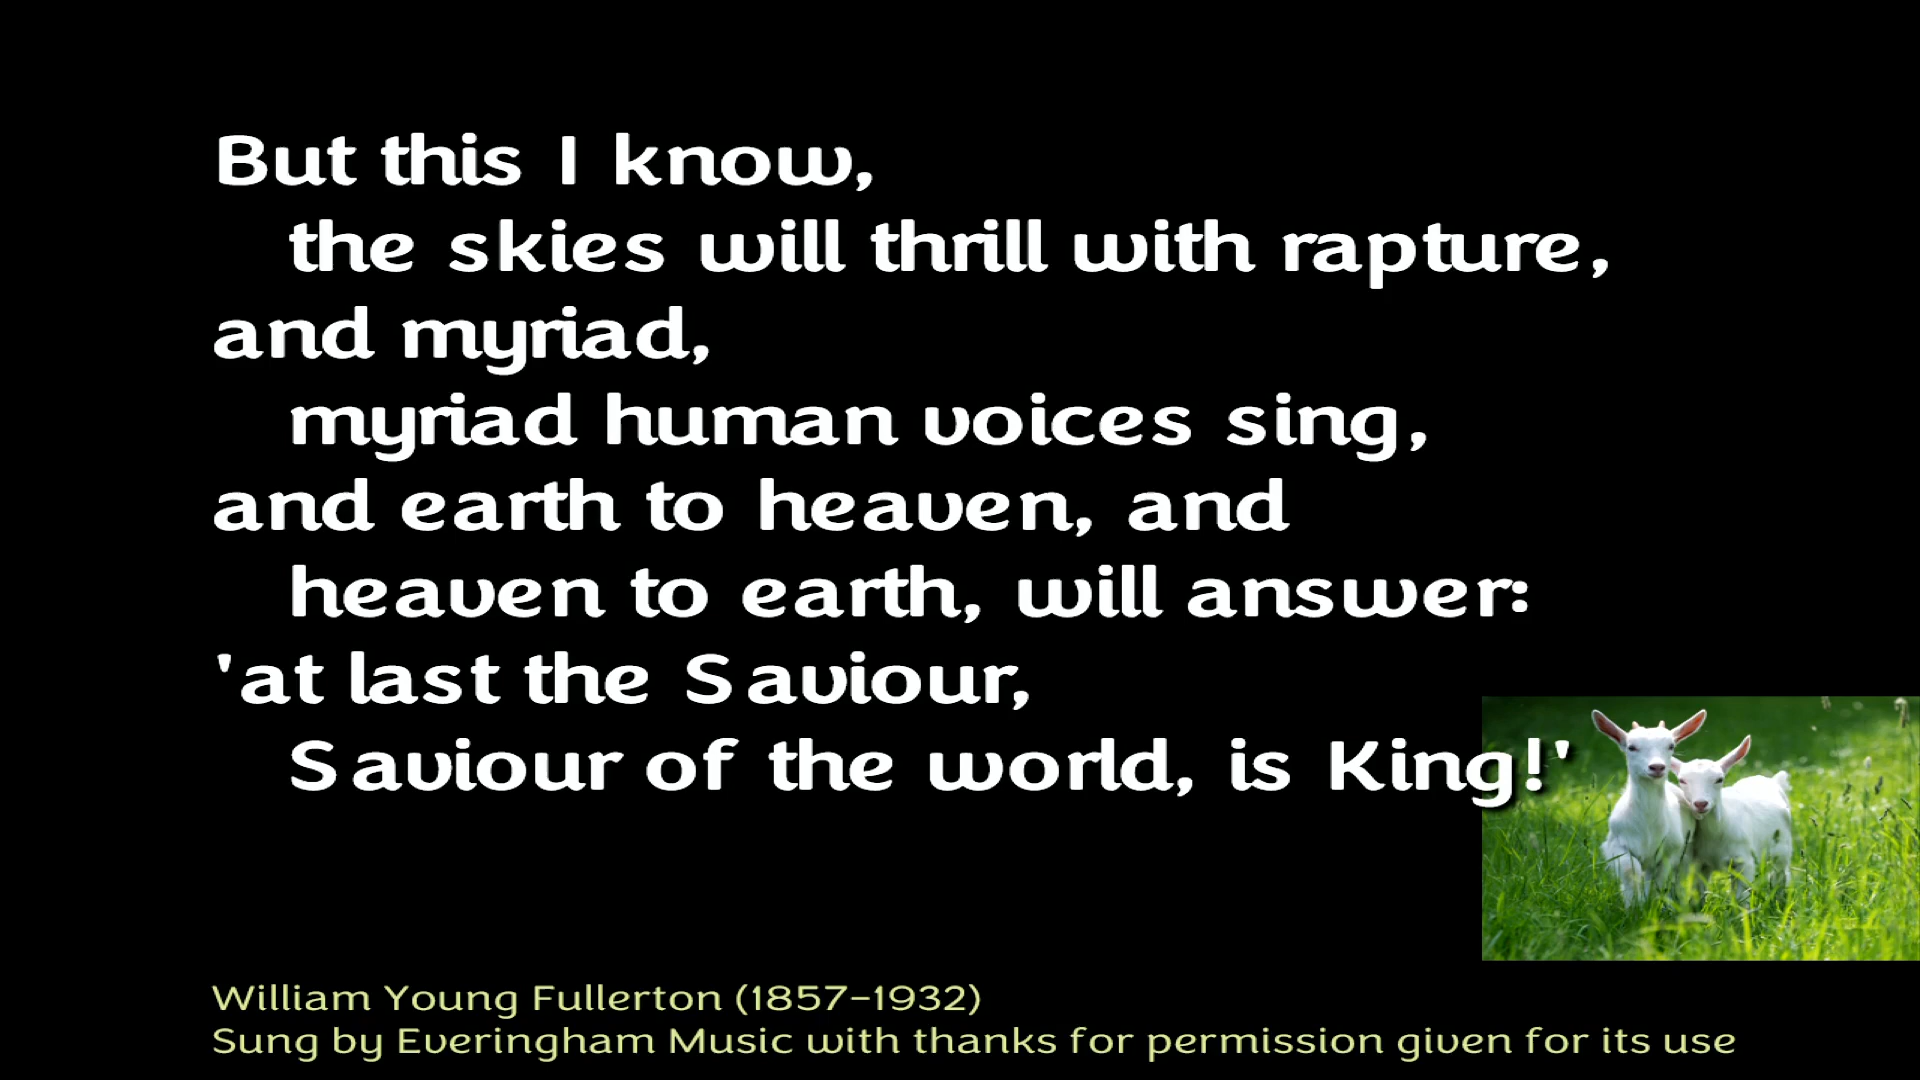 But this I know,
the skies will thrill with rapture,
and myriad,
myriad human voices sing,
and earth to heaven, and
heaven to earth, will answer:
'at last the Saviour,
Saviour of the world, is King!'
William Young Fullerton (1857–1932)
Sung by Everingham Music with thanks for permission given for its use